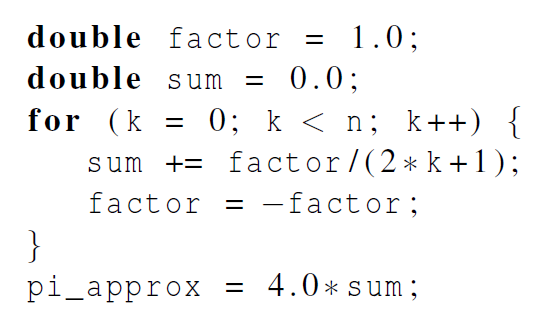 double factor = 1.0;
double sum = 0.0;
for (k = 0; k < n; k++) {
sum += factor/(2*k+1);
factor = −factor;
}
pi_approx = 4.0*sum;